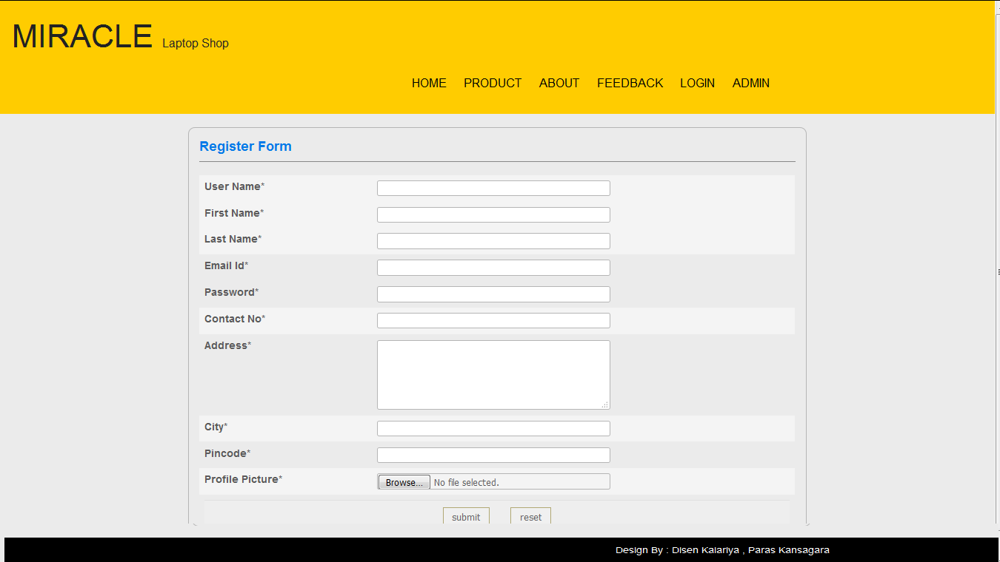 MIRACLE Laptop Shop
HOME PRODUCT ABOUT FEEDBACK LOGIN ADMIN
Register Form
User Name*
First Name*
Last Name*
Email Id*
Password*
Contact No*
Address*
City*
Pincode*
Profile Picture* Browse... No file selected.
submit reset
Design By : Disen Kalariya , Paras Kansagara